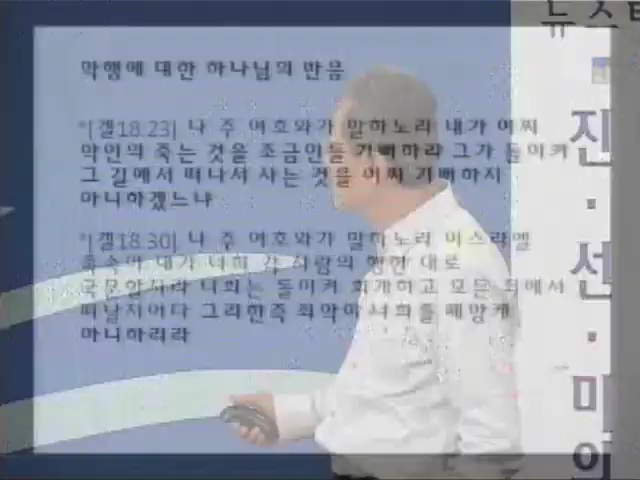 뉴스타
악행에 대한 하나님의 반응
*[겔18.23] 나 주 여호와가 말하노라 내가 어찌
악인의 죽는 것을 조금인들 기뻐하랴 그가 돌이켜
그 길에서 떠나서 사는 것을 어찌 기뻐하지
아니하겠느냐
*[겔18.30] 나 주 여호와가 말하노라 이스라엘
족속아 내가 너희 각 사람의 행한 대로
국문할지라 너희는 돌이켜 회개하고 모든 죄에서
떠날지어다 그리한즉 죄악이 너희를 패망케
아니하리라
진·선·미의